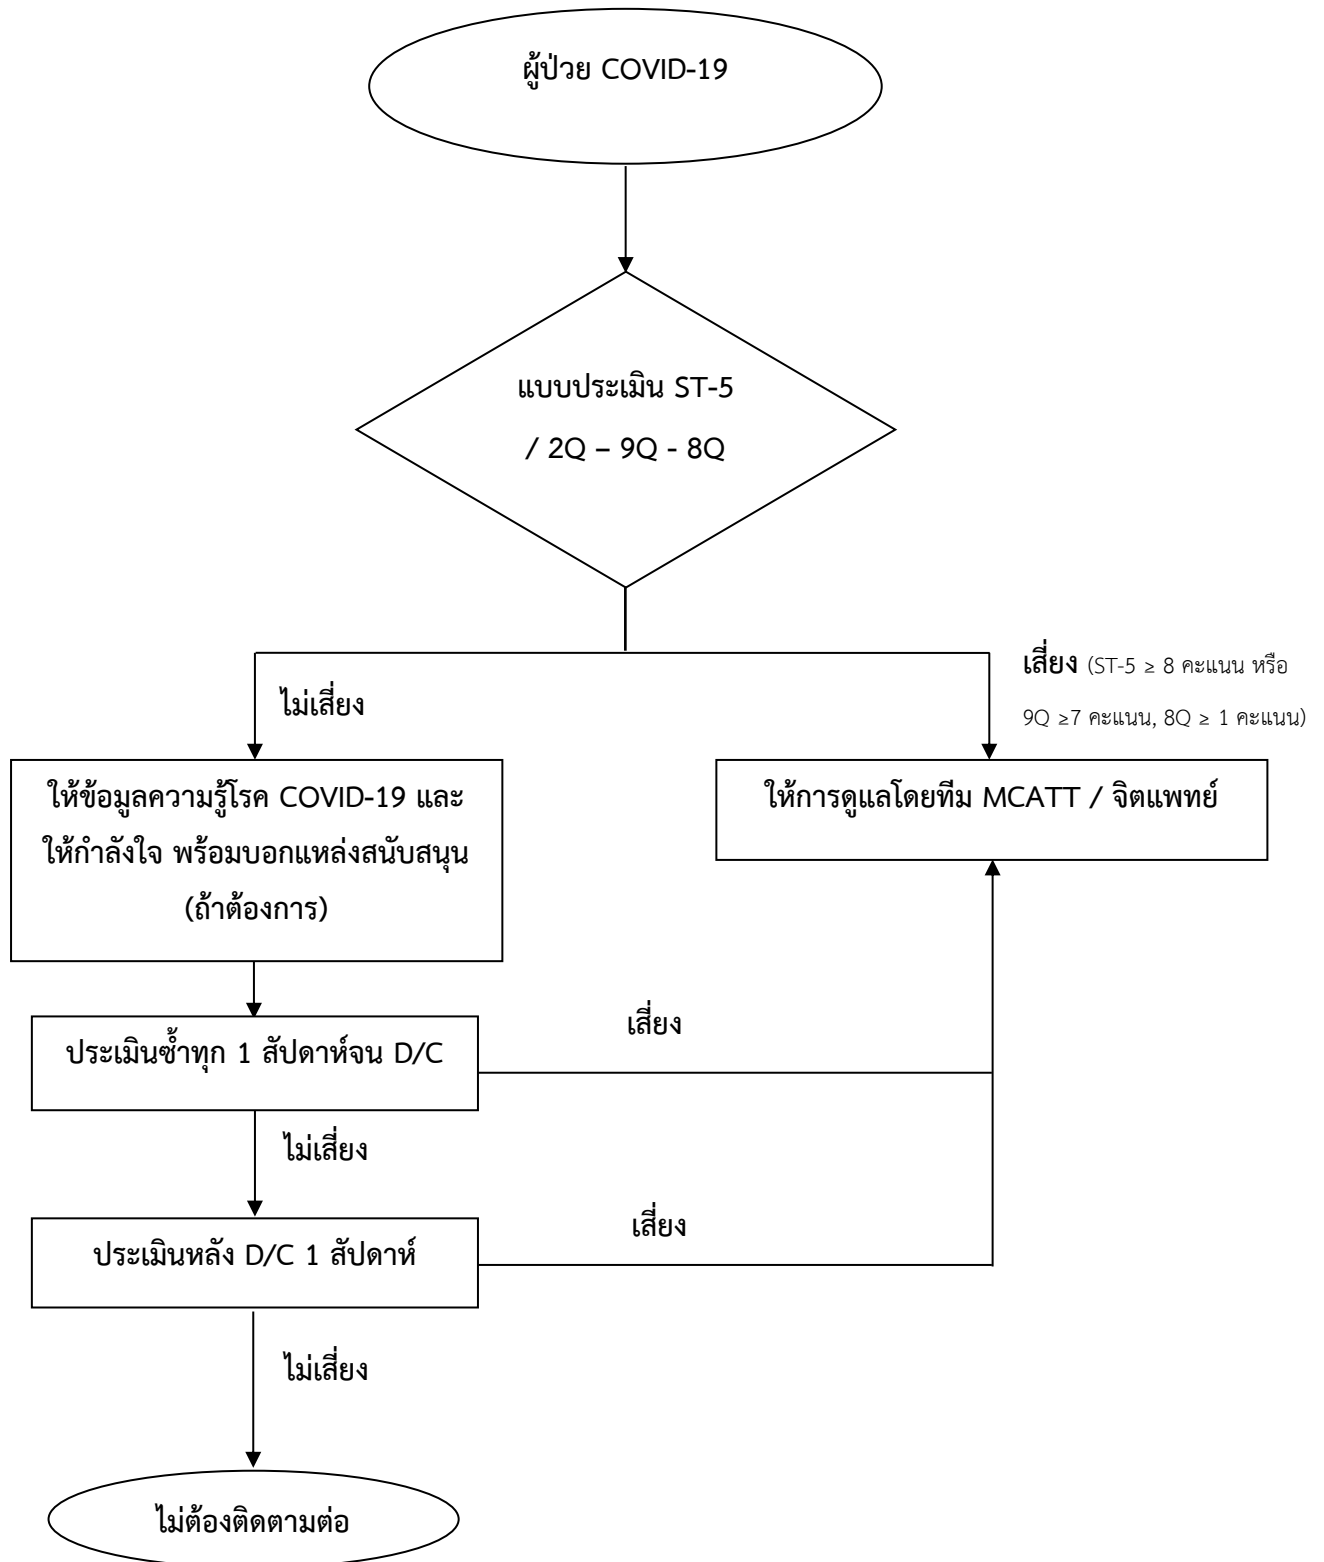 ผู้ป่วย COVID-19
แบบประเมิน ST-5
/ 2Q – 9Q - 8Q
เสี่ยง (ST-5 ≥ 8 คะแนน หรือ
9Q ≥7 คะแนน, 8Q ≥ 1 คะแนน)
ไม่เสี่ยง
ให้ข้อมูลความรู้โรค COVID-19 และ
ให้กำลังใจ พร้อมบอกแหล่งสนับสนุน
(ถ้าต้องการ)
ให้การดูแลโดยทีม MCATT / จิตแพทย์
เสี่ยง
ประเมินซ้ำทุก 1 สัปดาห์จน D/C
ไม่เสี่ยง
เสี่ยง
ประเมินหลัง D/C 1 สัปดาห์
ไม่เสี่ยง
ไม่ต้องติดตามต่อ